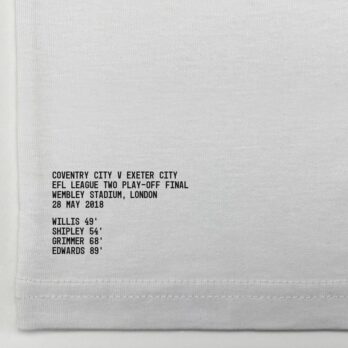 COVENTRY CITY V EXETER CITY
EFL LEAGUE TWO PLAY-OFF FINAL
WEMBLEY STADIUM, LONDON
28 MAY 2018
WILLIS 49'
SHIPLEY 54'
GRIMMER 68'
EDWARDS 89'